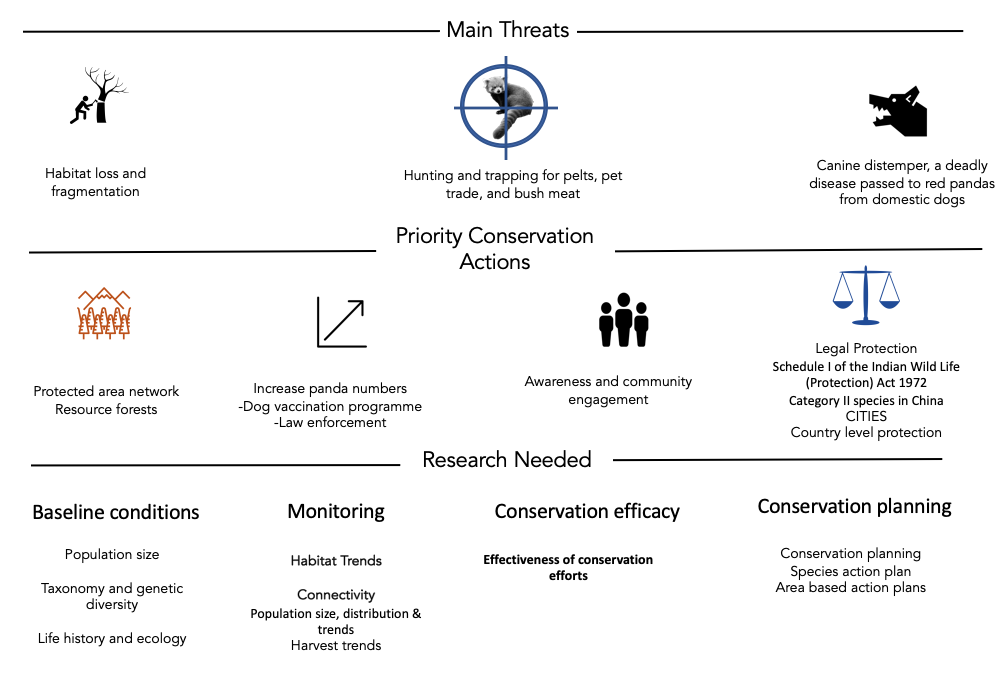 Main Threats
Habitat loss and
fragmentation
Hunting and trapping for pelts, pet
trade, and bush meat
Canine distemper, a deadly
disease passed to red pandas
from domestic dogs
Priority Conservation
Actions
Protected area network
Resource forests
Increase panda numbers
-Dog vaccination programme
-Law enforcement
Awareness and community
engagement
Legal Protection
Schedule I of the Indian Wild Life
(Protection) Act 1972
Category II species in China
CITIES
Country level protection
Research Needed
Baseline conditions
Population size
Taxonomy and genetic
diversity
Life history and ecology
Monitoring
Habitat Trends
Connectivity
Population size, distribution &
trends
Harvest trends
Conservation efficacy
Effectiveness of conservation
efforts
Conservation planning
Conservation planning
Species action plan
Area based action plans